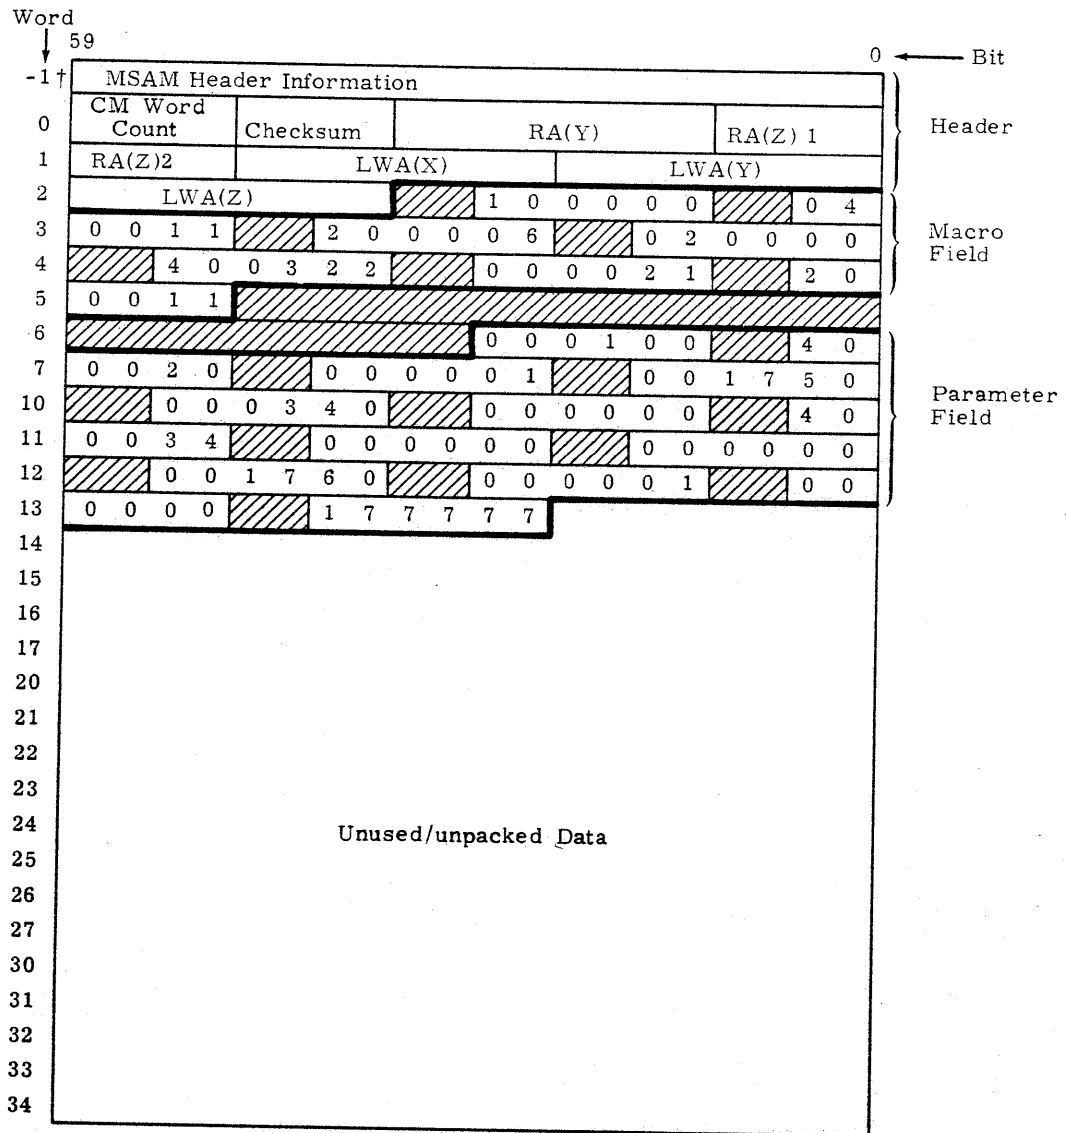 Word
59 0 Bit
-1† MSAM Header Information
CM Word
0 Count Checksum RA(Y) RA(Z) 1 Header
1 RA(Z)2 LWA(X) LWA(Y)
2 LWA(Z) 1 0 0 0 0 0 0 4
3 0 0 1 1 2 0 0 0 0 6 0 2 0 0 0 0 Macro
Field
4 4 0 0 3 2 2 0 0 0 0 2 1 2 0
5 0 0 1 1
6 0 0 0 1 0 0 4 0
7 0 0 2 0 0 0 0 0 0 1 0 0 1 7 5 0
10 0 0 0 3 4 0 0 0 0 0 0 0 4 0 Parameter
Field
11 0 0 3 4 0 0 0 0 0 0 0 0 0 0 0 0
12 0 0 1 7 6 0 0 0 0 0 0 1 0 0
13 0 0 0 0 1 7 7 7 7 7
14
15
16
17
20
21
22
23
24 Unused/unpacked Data
25
26
27
30
31
32
33
34